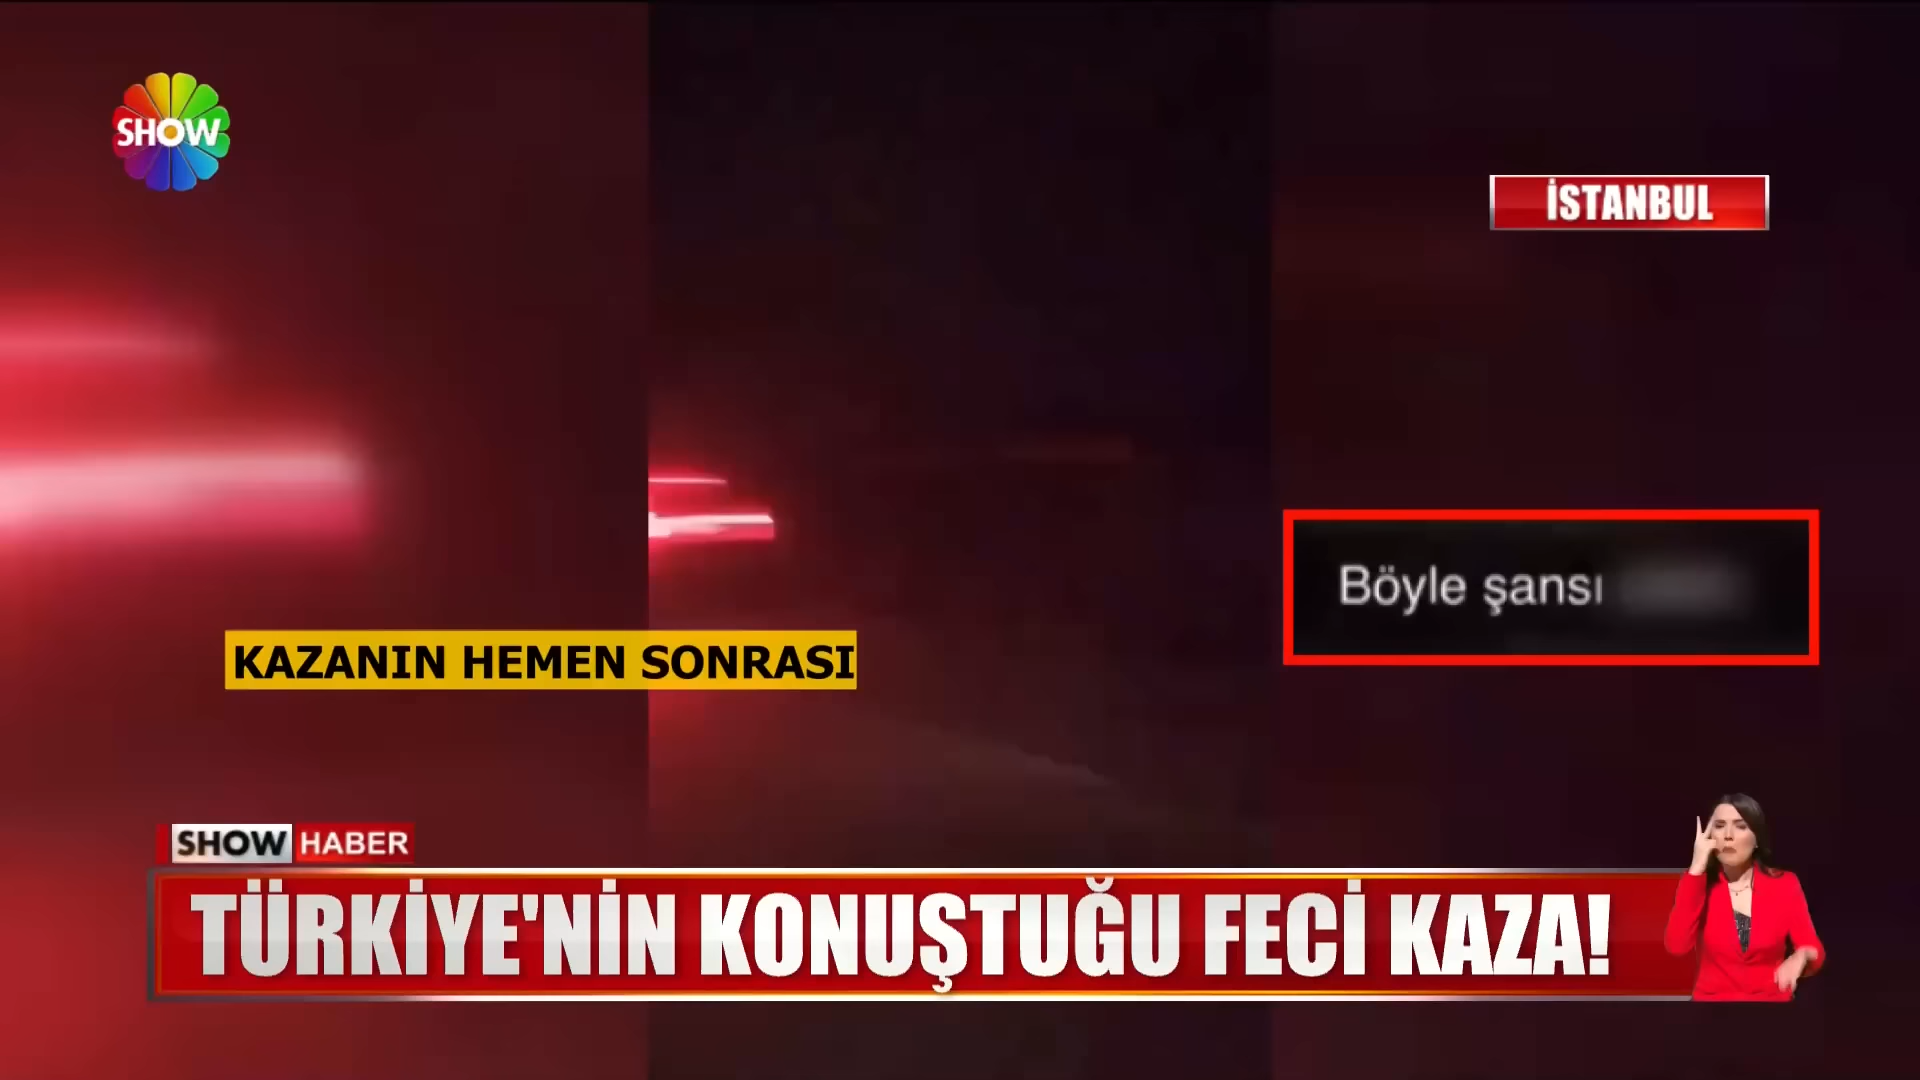 SHOW
İSTANBUL
Böyle şansı
KAZANIN HEMEN SONRASI
SHOW HABER
TÜRKİYE'NİN KONUŞTUĞU FECİ KAZA!